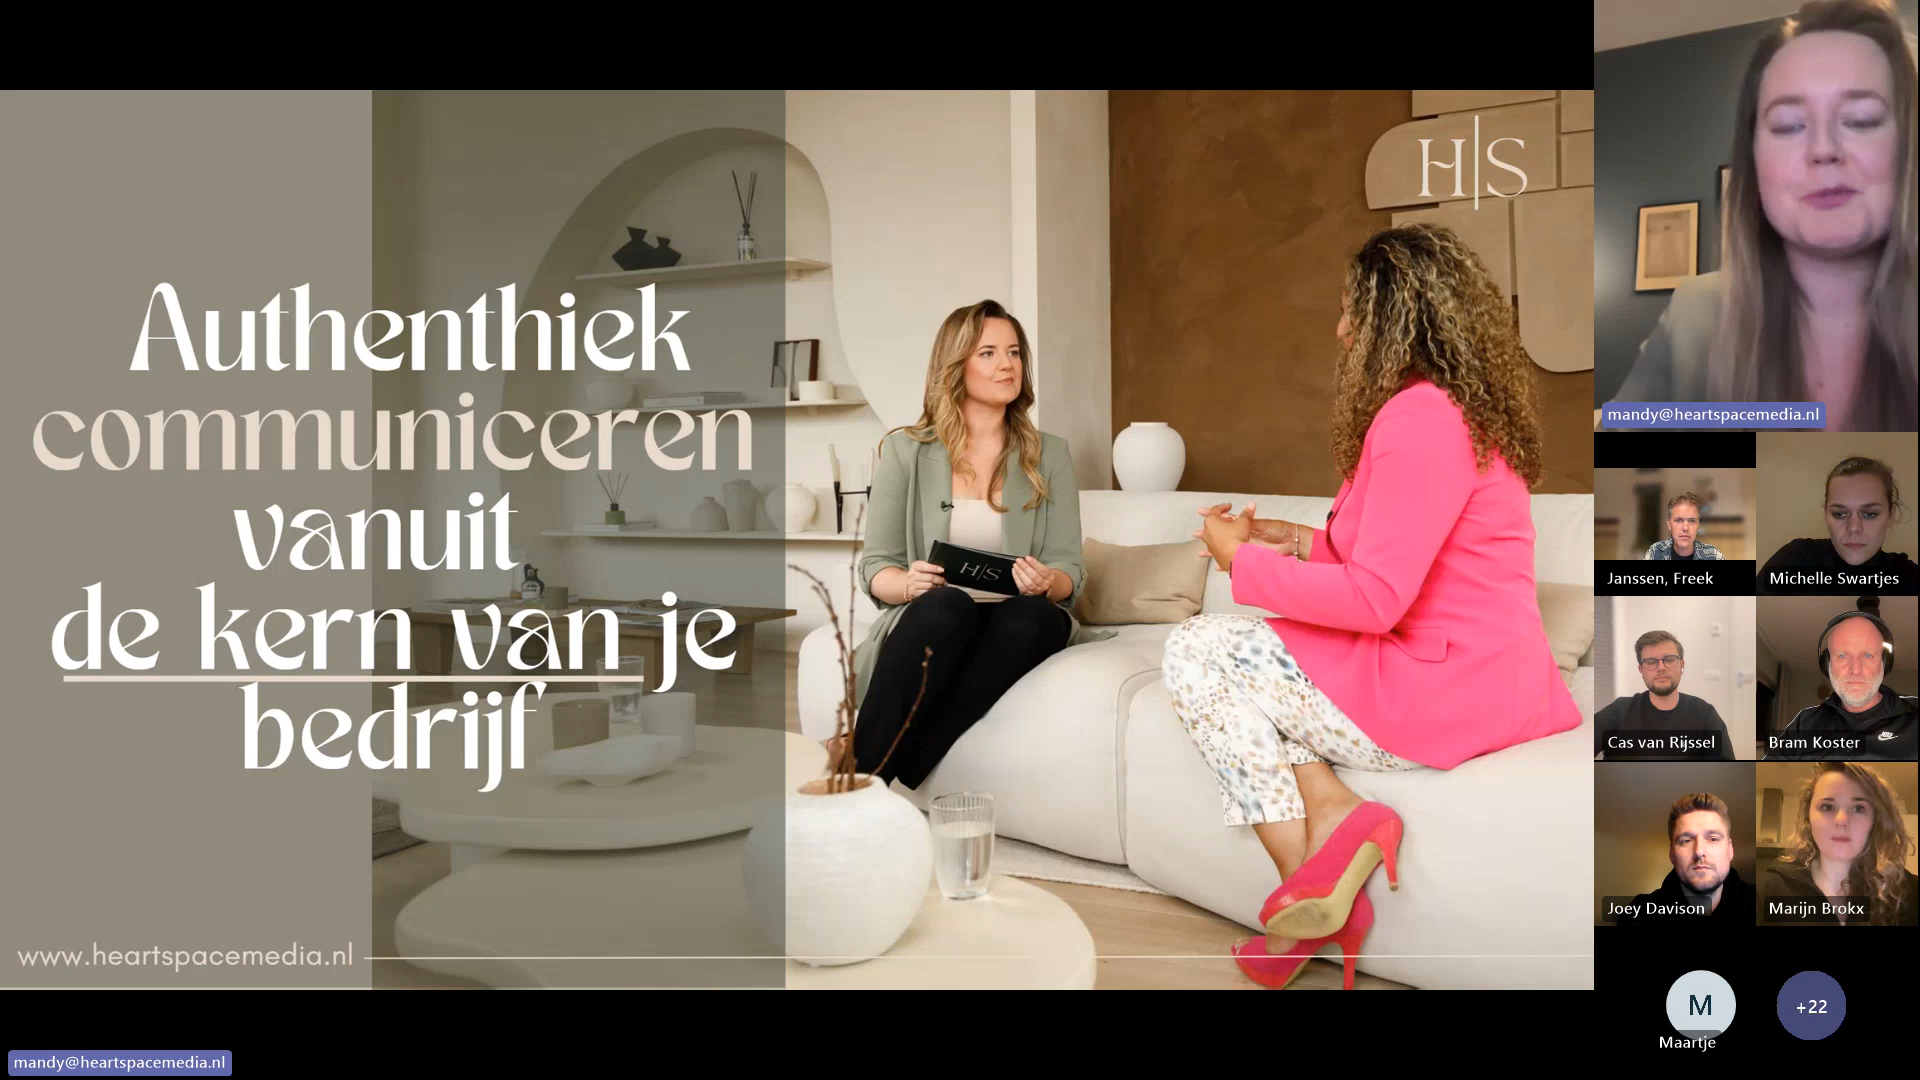 Authenthiek
communiceren
vanuit
de kern van je
bedrijf
www.heartspacemedia.nl
H|S
H|S
mandy@heartspacemedia.nl
Janssen, Freek
Michelle Swartjes
Cas van Rijssel
Bram Koster
Joey Davison
Marijn Brokx
M
Maartje
+22
mandy@heartspacemedia.nl